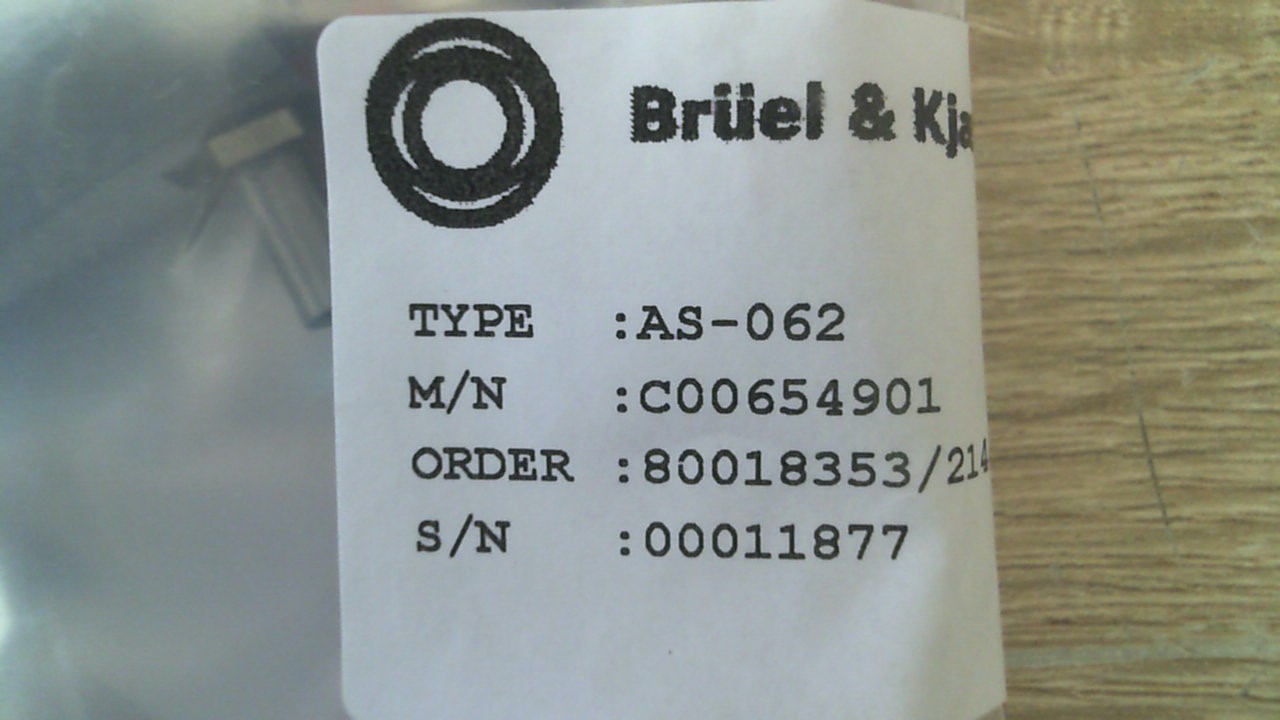 Brüel & Kja
TYPE :AS-062
M/N :C00654901
ORDER :80018353/214
S/N :00011877